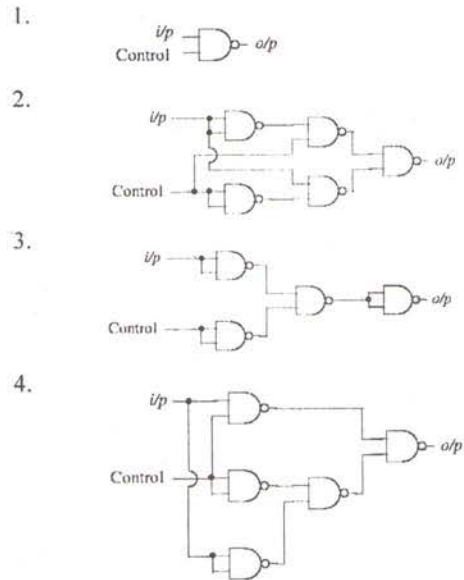 1.
i/p
Control
o/p
2.
i/p
Control
o/p
3.
i/p
Control
o/p
4.
i/p
Control
o/p